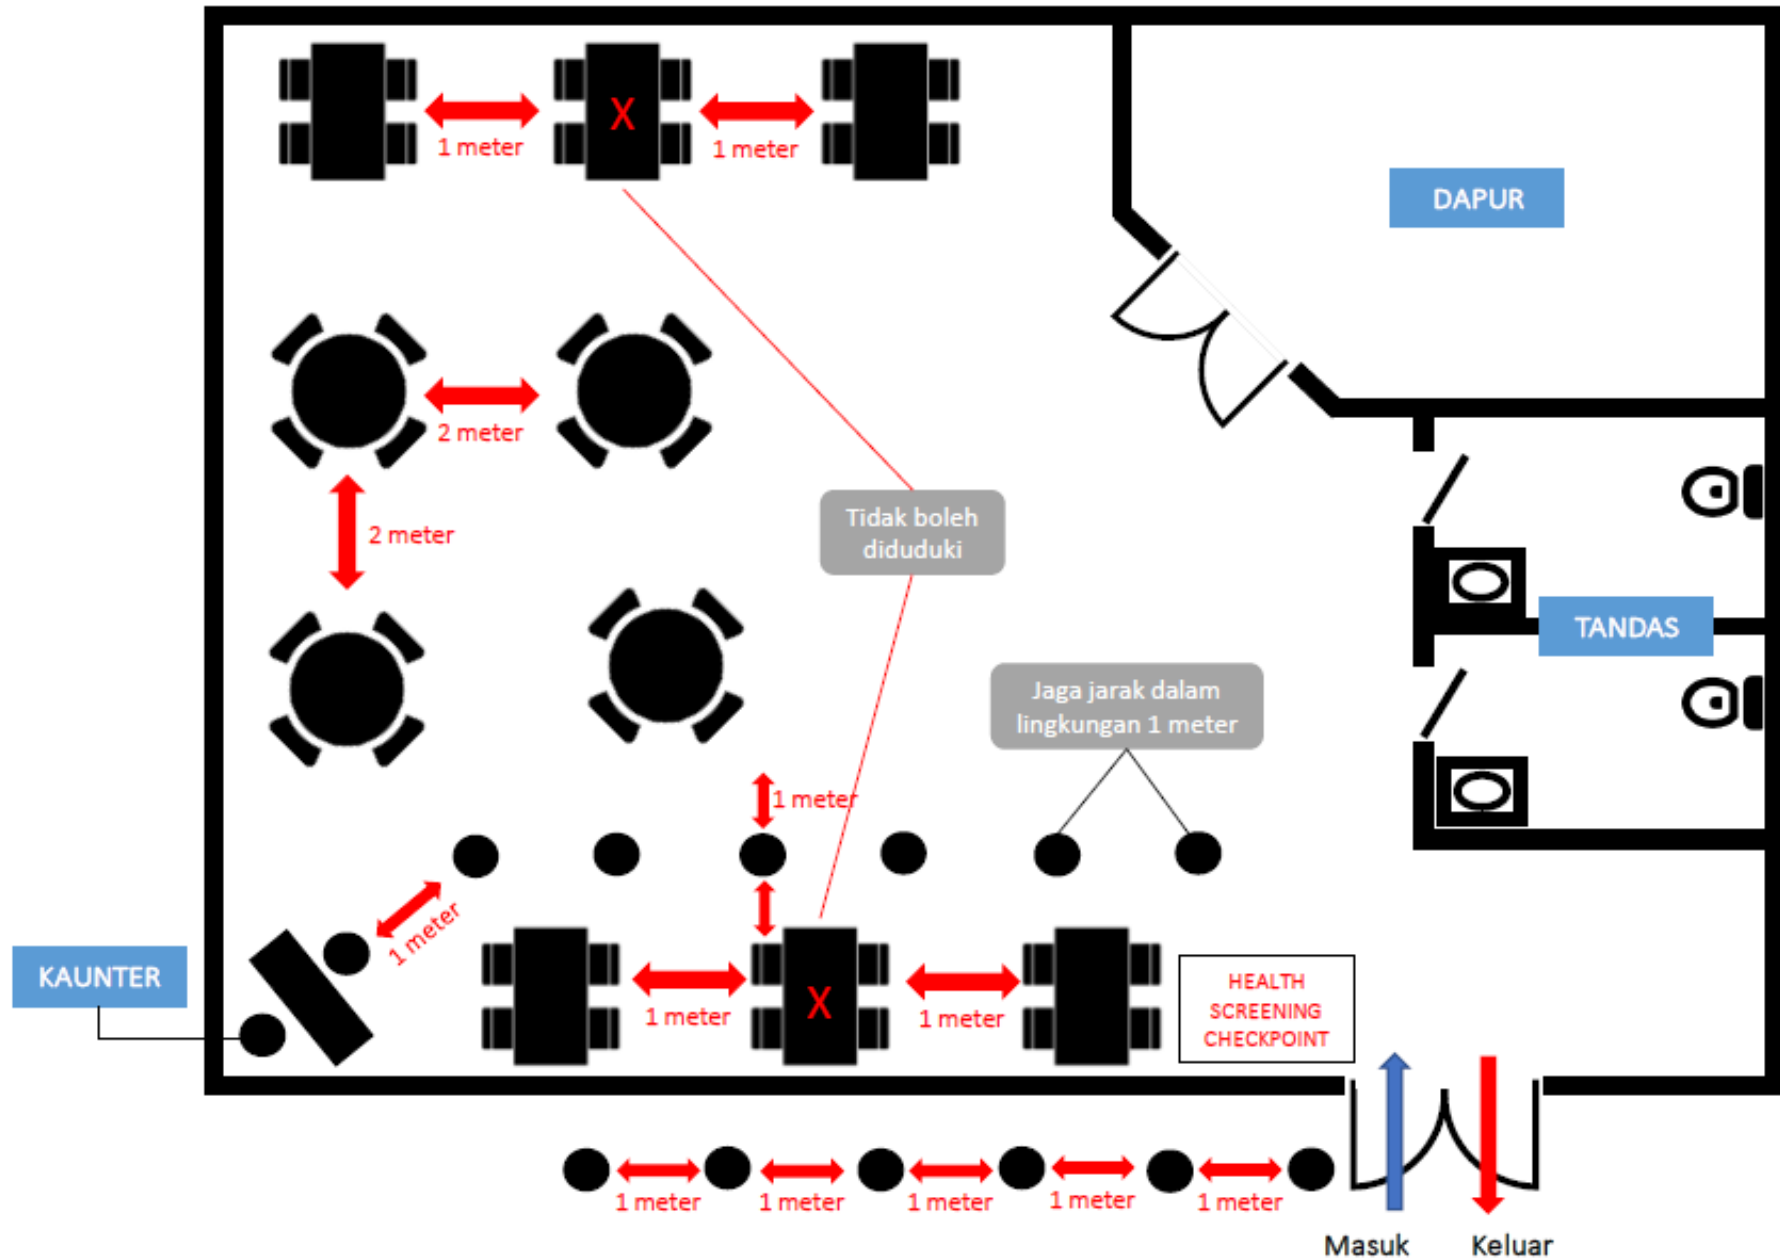 X
1 meter
1 meter
DAPUR
2 meter
2 meter
Tidak boleh
diduduki
TANDAS
Jaga jarak dalam
lingkungan 1 meter
1 meter
1 meter
KAUNTER
X
1 meter
1 meter
HEALTH
SCREENING
CHECKPOINT
1 meter
1 meter
1 meter
1 meter
1 meter
Masuk
Keluar